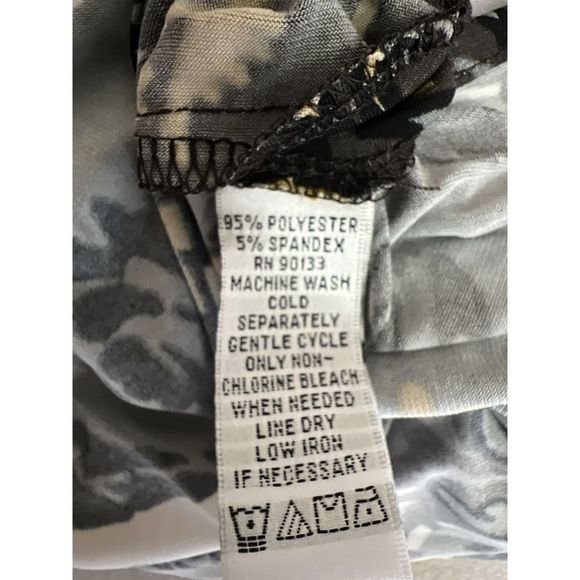 95% POLYESTER
5% SPANDEX
RN 90133
MACHINE WASH
COLD
SEPARATELY
GENTLE CYCLE
ONLY NON-
CHLORINE BLEACH
WHEN NEEDED
LINE DRY
LOW IRON
IF NECESSARY